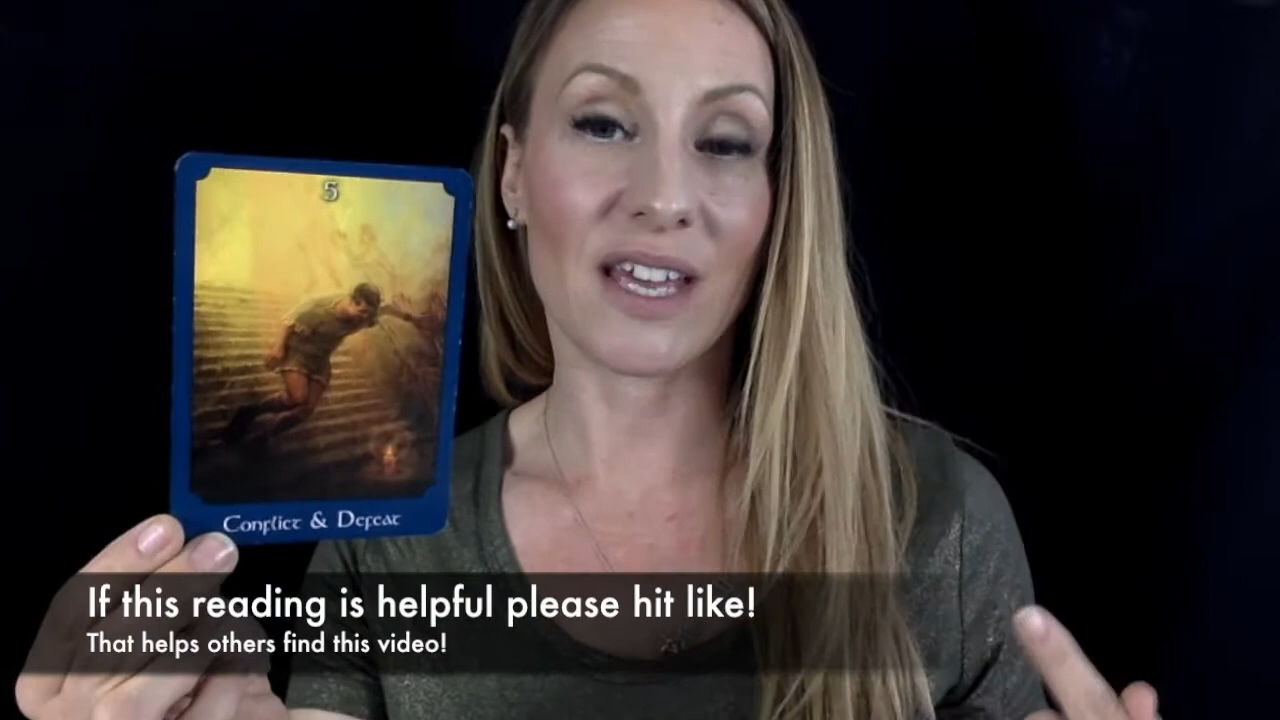 5
Conflict & Defeat
If this reading is helpful please hit like!
That helps others find this video!